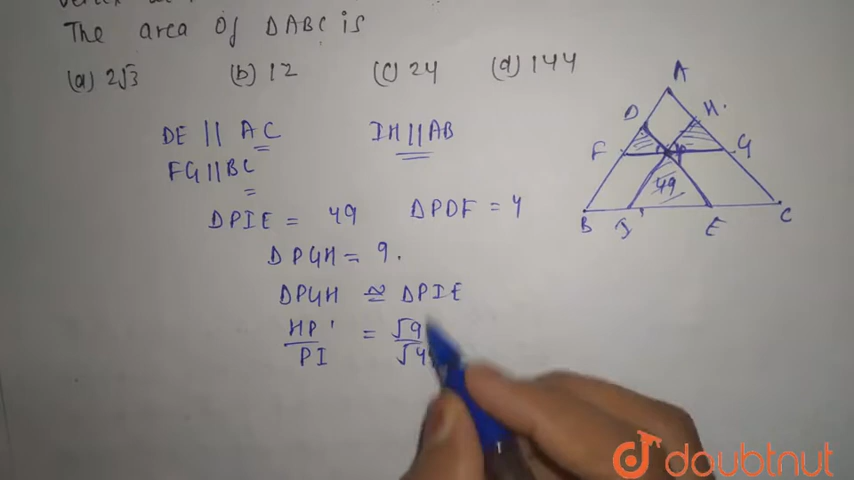 The area of ΔABC is
(a) 2√3 (b) 12 (c) 24 (d) 144
DE || AC IH || AB
FG || BC
ΔPIE = 49 ΔPDF = 4
ΔPGH = 9.
ΔPGH ≅ ΔPIE
HP / PI = √9 / √4
A
D
H
F
P
G
49
B
I
E
C
doubtnut